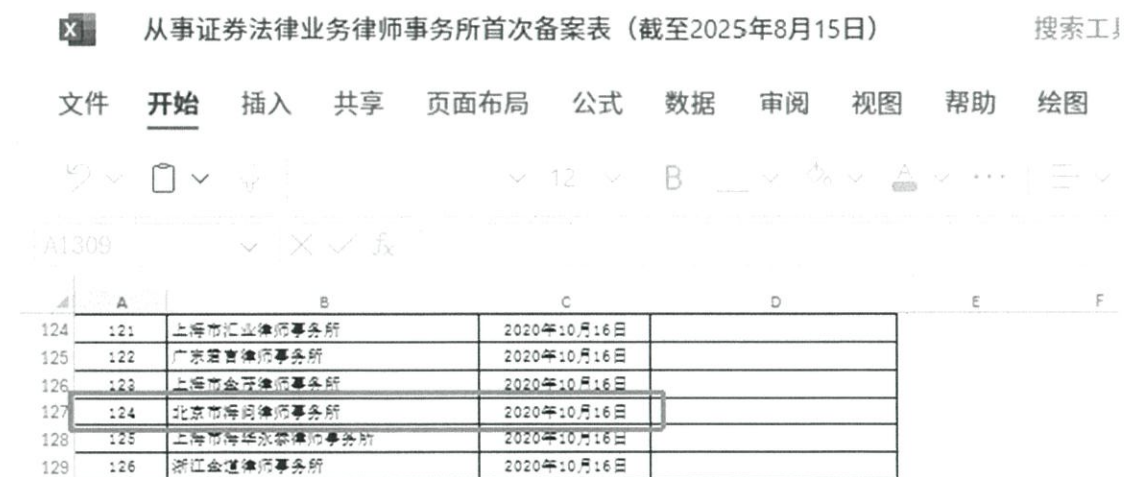 从事证券法律业务律师事务所首次备案表（截至2025年8月15日）
搜索工具
文件 开始 插入 共享 页面布局 公式 数据 审阅 视图 帮助 绘图
12 B A ...
A1309 fx
A B C D E F
124 121 上海市汇业律师事务所 2020年10月16日
125 122 广东君言律师事务所 2020年10月16日
126 123 上海市金茂律师事务所 2020年10月16日
127 124 北京市海问律师事务所 2020年10月16日
128 125 上海市海华永泰律师事务所 2020年10月16日
129 126 浙江金道律师事务所 2020年10月16日